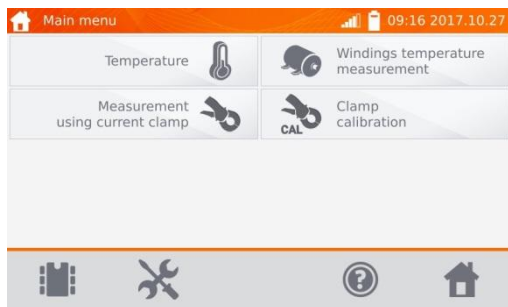 Main menu
09:16 2017.10.27
Temperature
Windings temperature
measurement
Measurement
using current clamp
CAL
Clamp
calibration
?